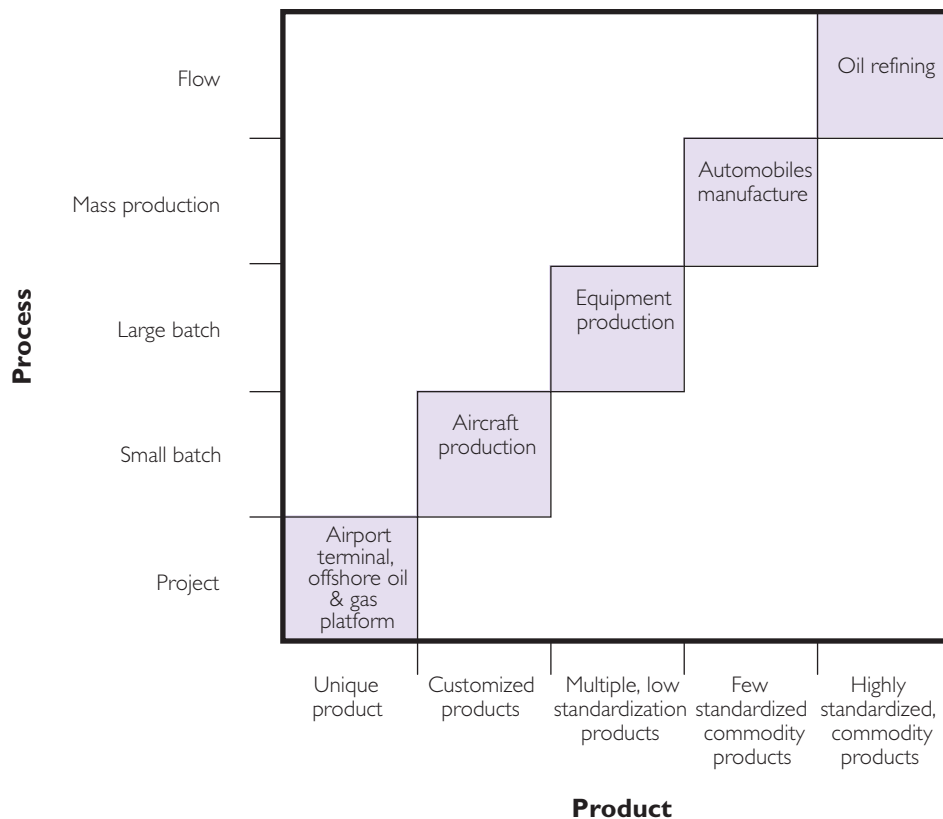 Flow
Oil refining
Mass production
Automobiles
manufacture
Process
Large batch
Equipment
production
Small batch
Aircraft
production
Project
Airport
terminal,
offshore oil
& gas
platform
Unique
product
Customized
products
Multiple, low
standardization
products
Few
standardized
commodity
products
Highly
standardized,
commodity
products
Product